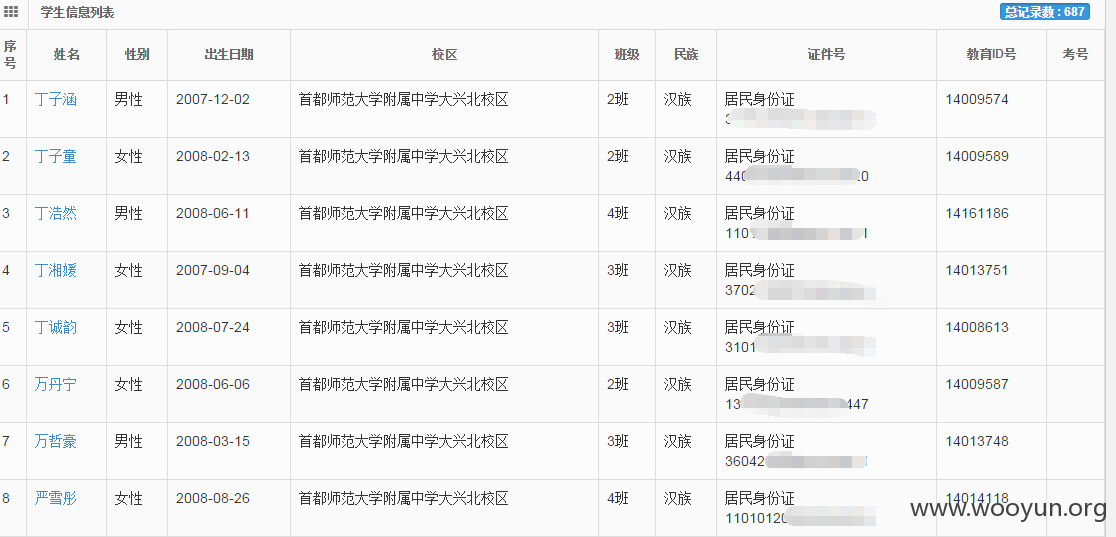 学生信息列表
总记录数：687
序号 姓名 性别 出生日期 校区 班级 民族 证件号 教育ID号 考号
1 丁子涵 男性 2007-12-02 首都师范大学附属中学大兴北校区 2班 汉族 居民身份证 14009574
2 丁子童 女性 2008-02-13 首都师范大学附属中学大兴北校区 2班 汉族 居民身份证 14009589
440 0
3 丁浩然 男性 2008-06-11 首都师范大学附属中学大兴北校区 4班 汉族 居民身份证 14161186
110 1
4 丁湘媛 女性 2007-09-04 首都师范大学附属中学大兴北校区 3班 汉族 居民身份证 14013751
3702
5 丁诚韵 女性 2008-07-24 首都师范大学附属中学大兴北校区 3班 汉族 居民身份证 14008613
3101
6 万丹宁 女性 2008-06-06 首都师范大学附属中学大兴北校区 2班 汉族 居民身份证 14009587
13 447
7 万哲豪 男性 2008-03-15 首都师范大学附属中学大兴北校区 3班 汉族 居民身份证 14013748
36042
8 严雪彤 女性 2008-08-26 首都师范大学附属中学大兴北校区 4班 汉族 居民身份证 14014118
11010120
www.wooyun.org